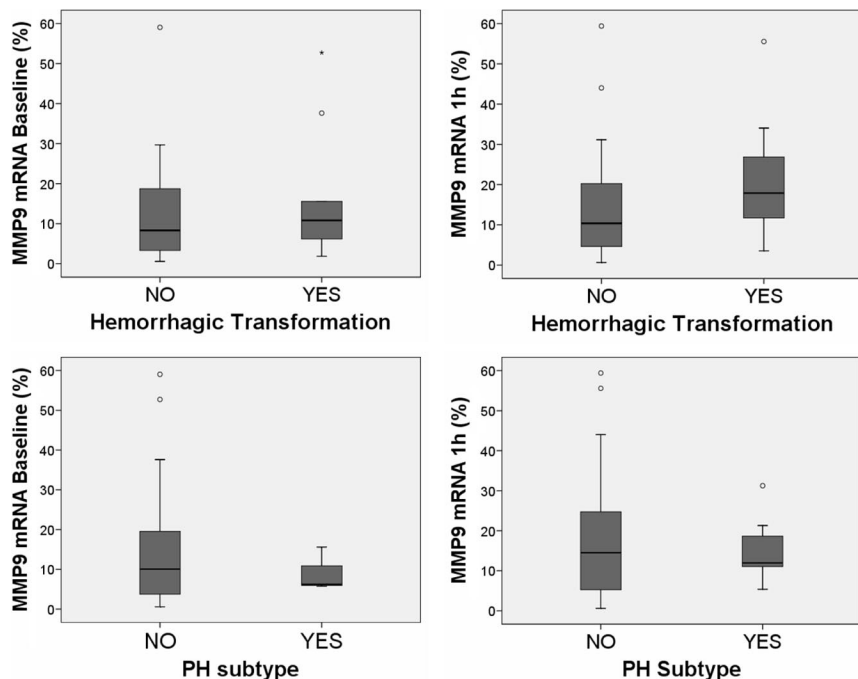 MMP9 mRNA Baseline (%)
60
50
40
30
20
10
0
*
NO YES
Hemorrhagic Transformation
MMP9 mRNA 1h (%)
60
50
40
30
20
10
0
NO YES
Hemorrhagic Transformation
MMP9 mRNA Baseline (%)
60
50
40
30
20
10
0
NO YES
PH subtype
MMP9 mRNA 1h (%)
60
50
40
30
20
10
0
NO YES
PH Subtype